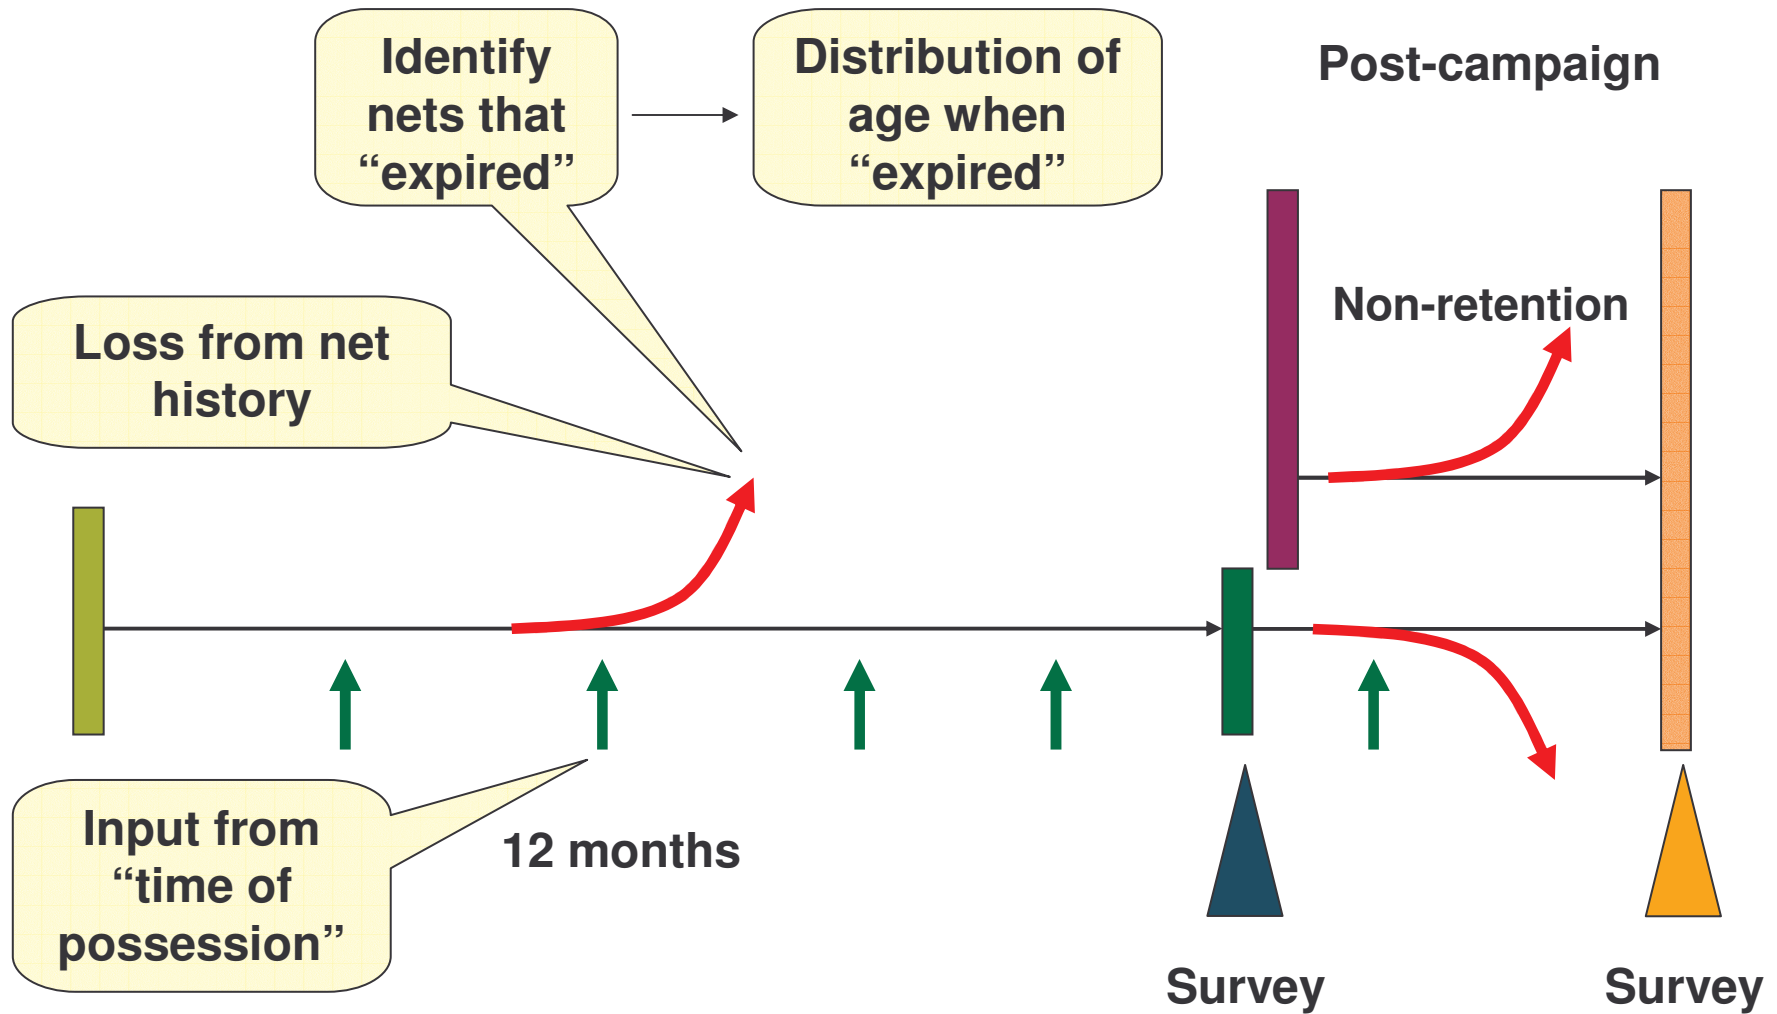 Identify
nets that
“expired”
Distribution of
age when
“expired”
Post-campaign
Non-retention
Loss from net
history
Input from
“time of
possession”
12 months
Survey
Survey